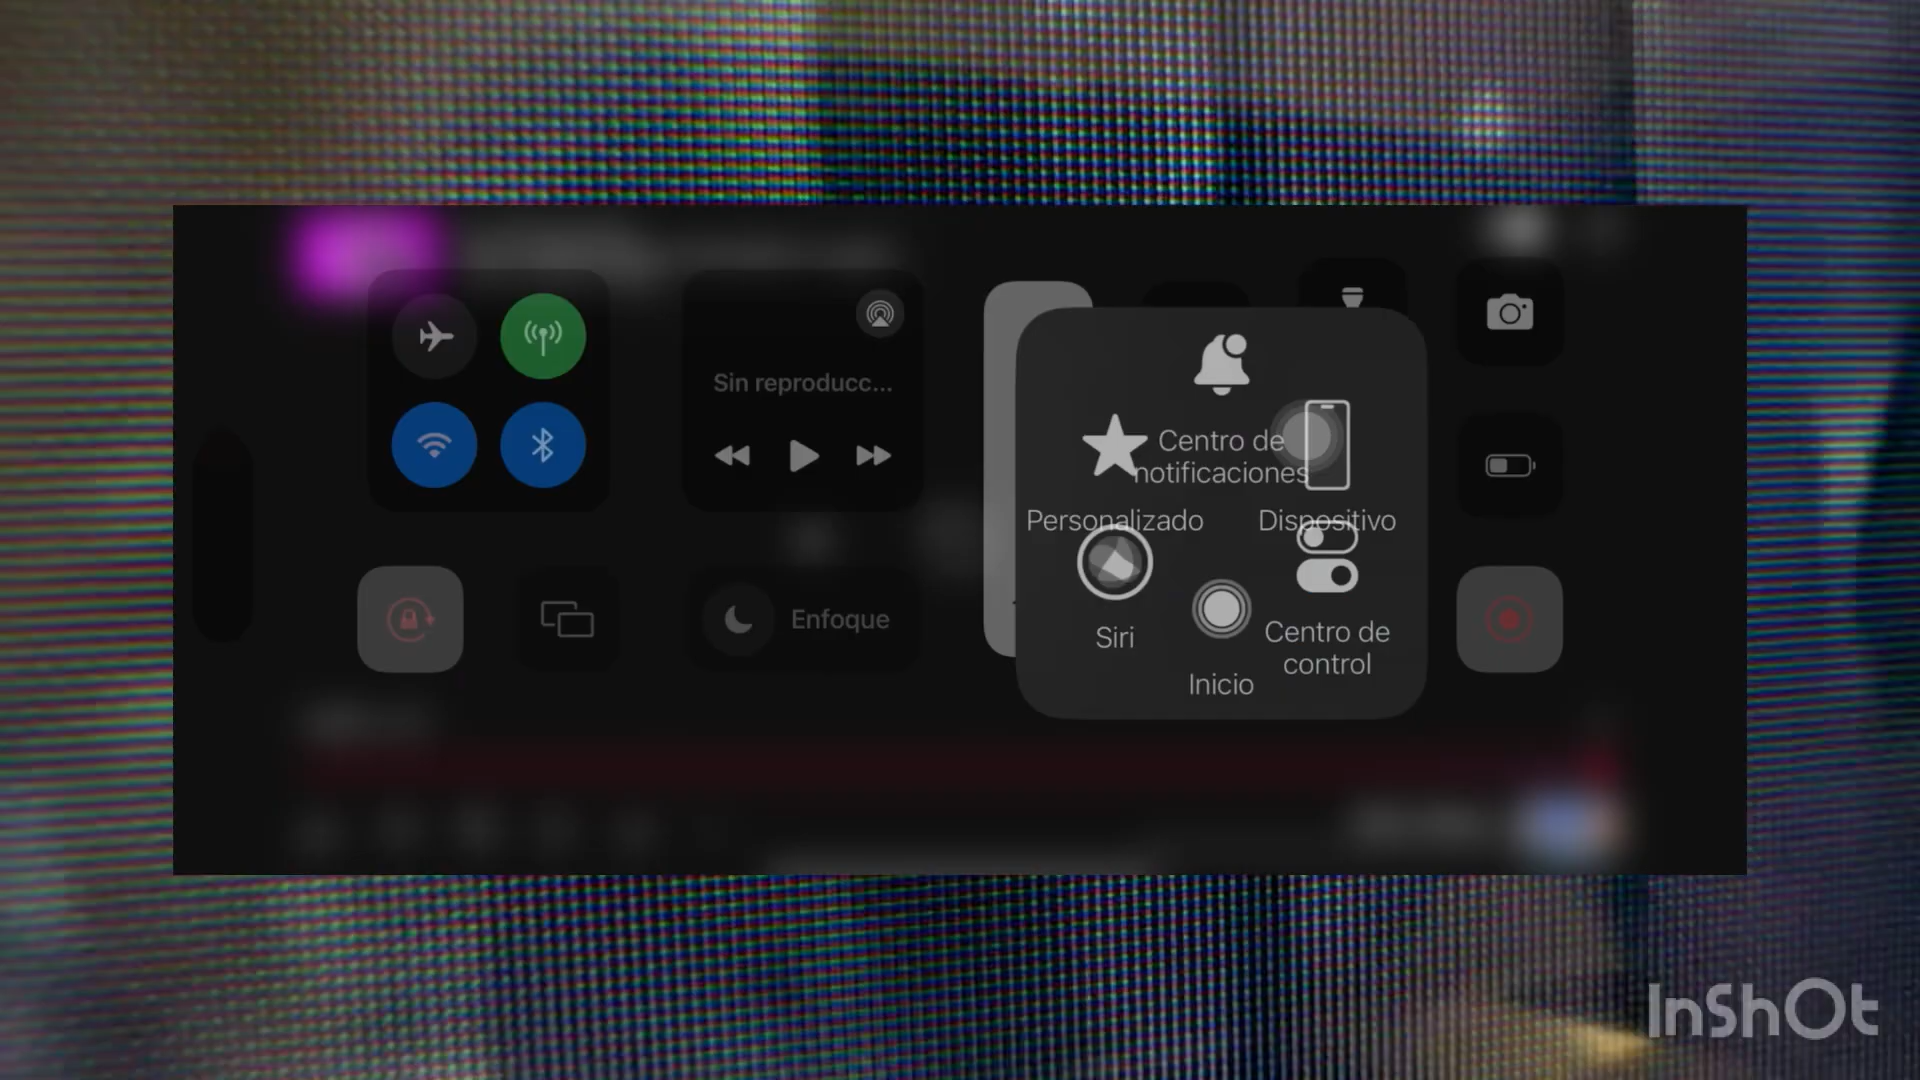 Sin reproducc...
Centro de
notificaciones
Personalizado
Dispositivo
Enfoque
Siri
Centro de
control
Inicio
InShOt